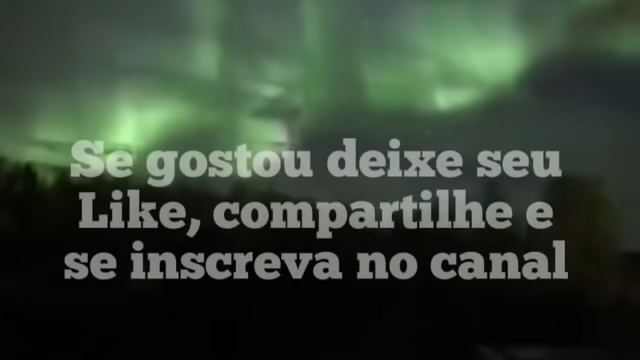 Se gostou deixe seu
Like, compartilhe e
se inscreva no canal